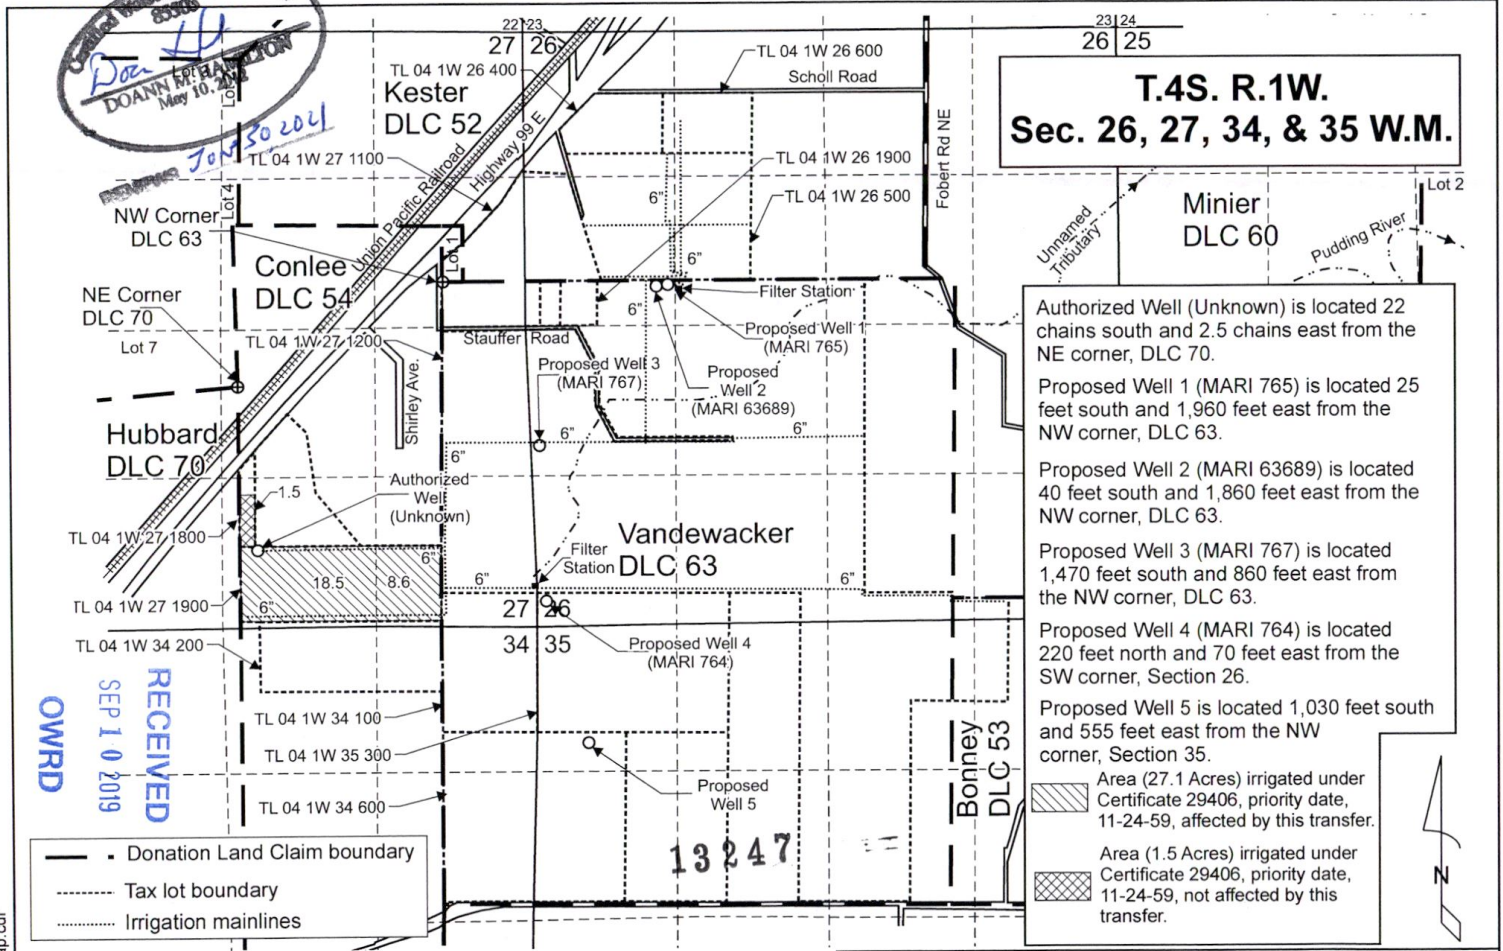 85309
DOANN M. HAMILTON
May 10, 2012
JUNE 30 2021
Lot 4
22 23
27 26
23 24
26 25
TL 04 1W 26 600
Scholl Road
TL 04 1W 26 400
Kester
DLC 52
T.4S. R.1W.
Sec. 26, 27, 34, & 35 W.M.
Highway 99 E
Union Pacific Railroad
Fobert Rd NE
TL 04 1W 27 1100
TL 04 1W 26 1900
TL 04 1W 26 500
6"
6"
6"
Lot 2
Minier
DLC 60
Unnamed
Tributary
Pudding River
NW Corner
DLC 63
Lot 1
Conlee
DLC 54
NE Corner
DLC 70
Lot 7
TL 04 1W 27 1200
Stauffer Road
Filter Station
Proposed Well 1
(MARI 765)
Proposed Well 3
(MARI 767)
Proposed
Well 2
(MARI 63689)
Shirley Ave.
Hubbard
DLC 70
6"
6"
6"
1.5
Authorized
Well
(Unknown)
TL 04 1W 27 1800
Vandewacker
DLC 63
Filter
Station
6"
18.5
8.6
6"
6"
6"
TL 04 1W 27 1900
27 26
34 35
TL 04 1W 34 200
Proposed Well 4
(MARI 764)
TL 04 1W 34 100
TL 04 1W 35 300
TL 04 1W 34 600
Proposed
Well 5
Bonney
DLC 53
RECEIVED
SEP 10 2019
OWRD
13247
Donation Land Claim boundary
Tax lot boundary
Irrigation mainlines
Authorized Well (Unknown) is located 22
chains south and 2.5 chains east from the
NE corner, DLC 70.
Proposed Well 1 (MARI 765) is located 25
feet south and 1,960 feet east from the
NW corner, DLC 63.
Proposed Well 2 (MARI 63689) is located
40 feet south and 1,860 feet east from the
NW corner, DLC 63.
Proposed Well 3 (MARI 767) is located
1,470 feet south and 860 feet east from
the NW corner, DLC 63.
Proposed Well 4 (MARI 764) is located
220 feet north and 70 feet east from the
SW corner, Section 26.
Proposed Well 5 is located 1,030 feet south
and 555 feet east from the NW
corner, Section 35.
Area (27.1 Acres) irrigated under
Certificate 29406, priority date,
11-24-59, affected by this transfer.
Area (1.5 Acres) irrigated under
Certificate 29406, priority date,
11-24-59, not affected by this
transfer.
N